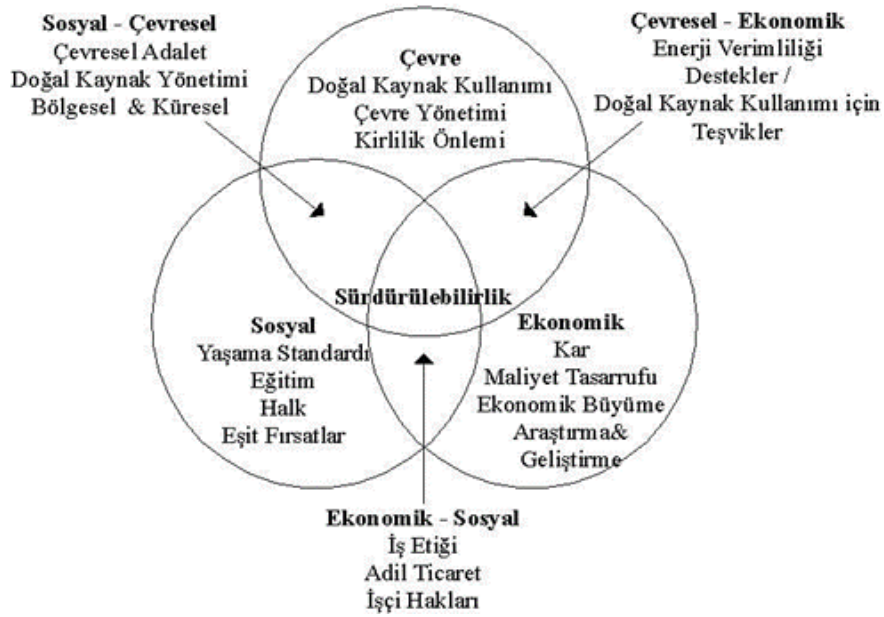 Sosyal - Çevresel
Çevresel Adalet
Doğal Kaynak Yönetimi
Bölgesel & Küresel
Çevre
Doğal Kaynak Kullanımı
Çevre Yönetimi
Kirlilik Önlemi
Çevresel - Ekonomik
Enerji Verimliliği
Destekler /
Doğal Kaynak Kullanımı için
Teşvikler
Sürdürülebilirlik
Sosyal
Yaşama Standardı
Eğitim
Halk
Eşit Fırsatlar
Ekonomik
Kar
Maliyet Tasarrufu
Ekonomik Büyüme
Araştırma&
Geliştirme
Ekonomik - Sosyal
İş Etiği
Adil Ticaret
İşçi Hakları